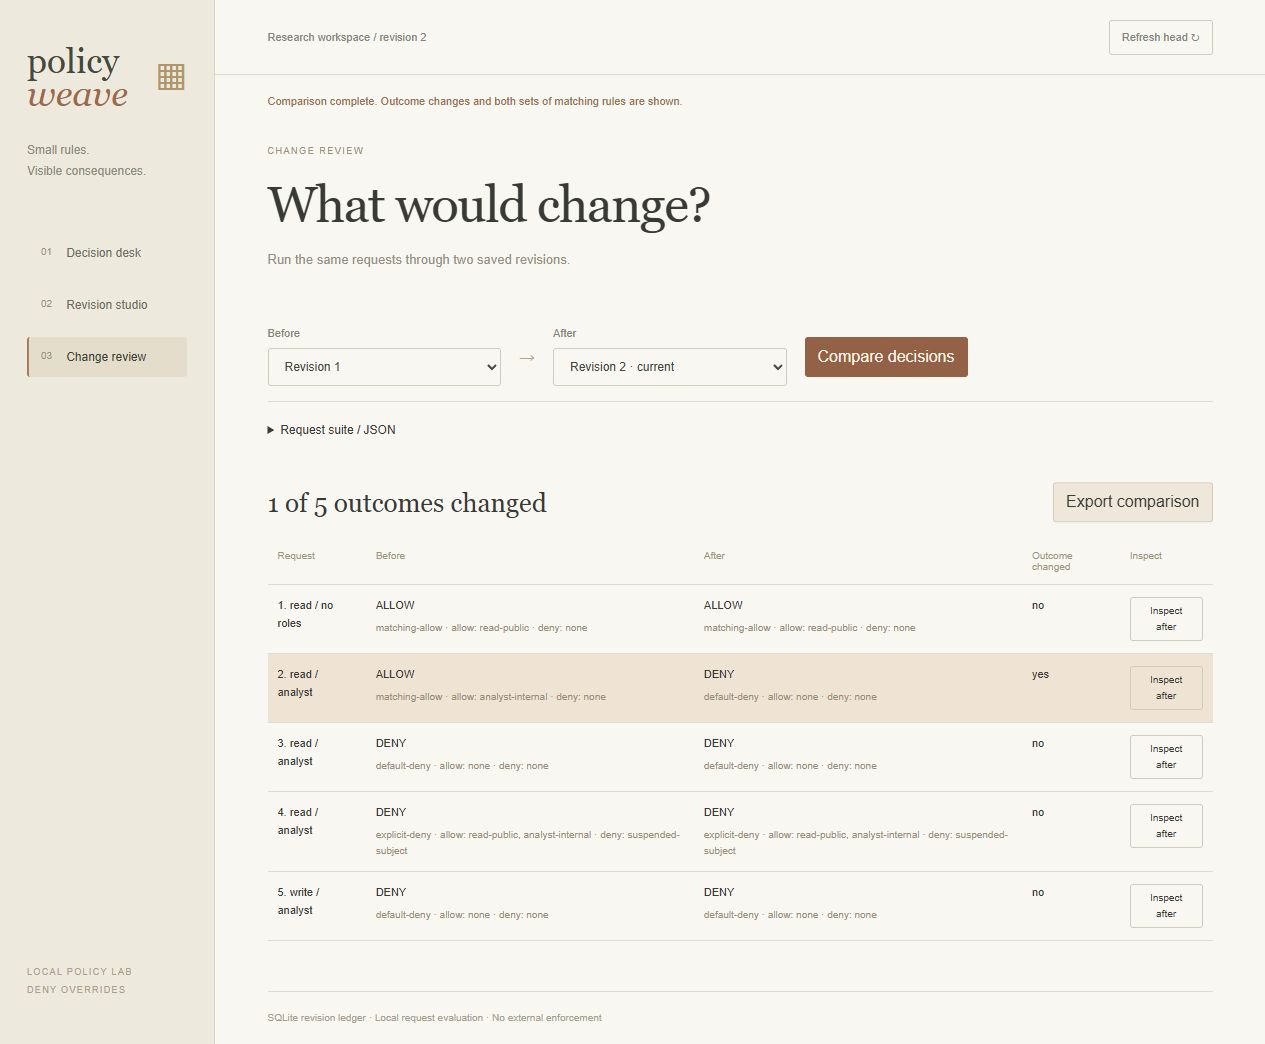 policy
weave
Small rules.
Visible consequences.
01 Decision desk
02 Revision studio
03 Change review
LOCAL POLICY LAB
DENY OVERRIDES
Research workspace / revision 2
Refresh head ↻
Comparison complete. Outcome changes and both sets of matching rules are shown.
CHANGE REVIEW
What would change?
Run the same requests through two saved revisions.
Before
Revision 1
→
After
Revision 2 · current
Compare decisions
▶ Request suite / JSON
1 of 5 outcomes changed
Export comparison
Request Before After Outcome changed Inspect
1. read / no roles
ALLOW
matching-allow · allow: read-public · deny: none
ALLOW
matching-allow · allow: read-public · deny: none
no
Inspect after
2. read / analyst
ALLOW
matching-allow · allow: analyst-internal · deny: none
DENY
default-deny · allow: none · deny: none
yes
Inspect after
3. read / analyst
DENY
default-deny · allow: none · deny: none
DENY
default-deny · allow: none · deny: none
no
Inspect after
4. read / analyst
DENY
explicit-deny · allow: read-public, analyst-internal · deny: suspended-
subject
DENY
explicit-deny · allow: read-public, analyst-internal · deny: suspended-
subject
no
Inspect after
5. write / analyst
DENY
default-deny · allow: none · deny: none
DENY
default-deny · allow: none · deny: none
no
Inspect after
SQLite revision ledger · Local request evaluation · No external enforcement